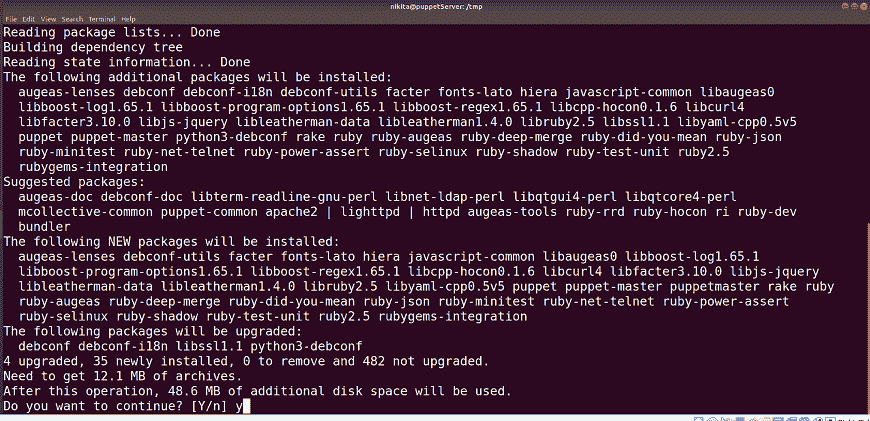 nikita@puppetServer: /tmp
File Edit View Search Terminal Help
Reading package lists... Done
Building dependency tree
Reading state information... Done
The following additional packages will be installed:
augeas-lenses debconf debconf-i18n debconf-utils facter fonts-lato hiera javascript-common libaugeas0
libboost-log1.65.1 libboost-program-options1.65.1 libboost-regex1.65.1 libcpp-hocon0.1.6 libcurl4
libfacter3.10.0 libjs-jquery libleatherman-data libleatherman1.4.0 libruby2.5 libssl1.1 libyaml-cpp0.5v5
puppet puppet-master python3-debconf rake ruby ruby-augeas ruby-deep-merge ruby-did-you-mean ruby-json
ruby-minitest ruby-net-telnet ruby-power-assert ruby-selinux ruby-shadow ruby-test-unit ruby2.5
rubygems-integration
Suggested packages:
augeas-doc debconf-doc libterm-readline-gnu-perl libnet-ldap-perl libqtgui4-perl libqtcore4-perl
mcollective-common puppet-common apache2 | lighttpd | httpd augeas-tools ruby-rrd ruby-hocon ri ruby-dev
bundler
The following NEW packages will be installed:
augeas-lenses debconf-utils facter fonts-lato hiera javascript-common libaugeas0 libboost-log1.65.1
libboost-program-options1.65.1 libboost-regex1.65.1 libcpp-hocon0.1.6 libcurl4 libfacter3.10.0 libjs-jquery
libleatherman-data libleatherman1.4.0 libruby2.5 libyaml-cpp0.5v5 puppet puppet-master puppetmaster rake ruby
ruby-augeas ruby-deep-merge ruby-did-you-mean ruby-json ruby-minitest ruby-net-telnet ruby-power-assert
ruby-selinux ruby-shadow ruby-test-unit ruby2.5 rubygems-integration
The following packages will be upgraded:
debconf debconf-i18n libssl1.1 python3-debconf
4 upgraded, 35 newly installed, 0 to remove and 482 not upgraded.
Need to get 12.1 MB of archives.
After this operation, 48.6 MB of additional disk space will be used.
Do you want to continue? [Y/n] y